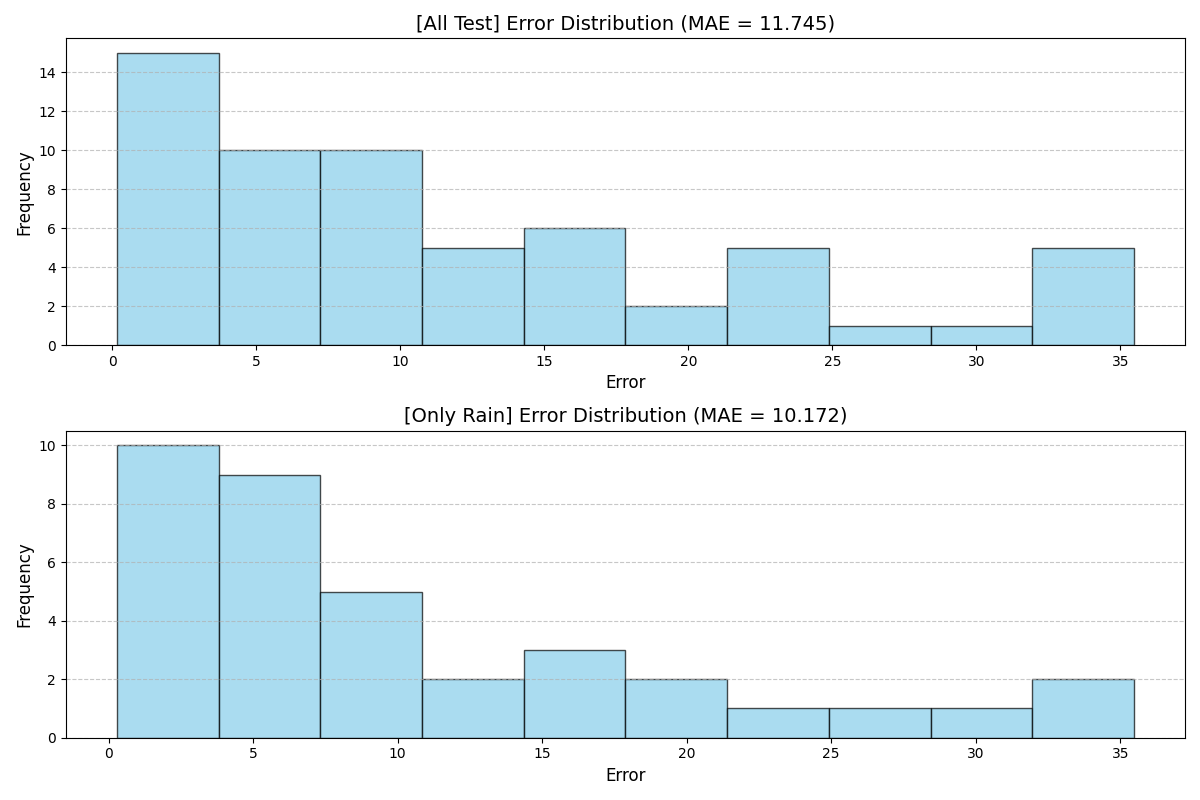 [All Test] Error Distribution (MAE = 11.745)
Frequency
14
12
10
8
6
4
2
0
0 5 10 15 20 25 30 35
Error
[Only Rain] Error Distribution (MAE = 10.172)
Frequency
10
8
6
4
2
0
0 5 10 15 20 25 30 35
Error